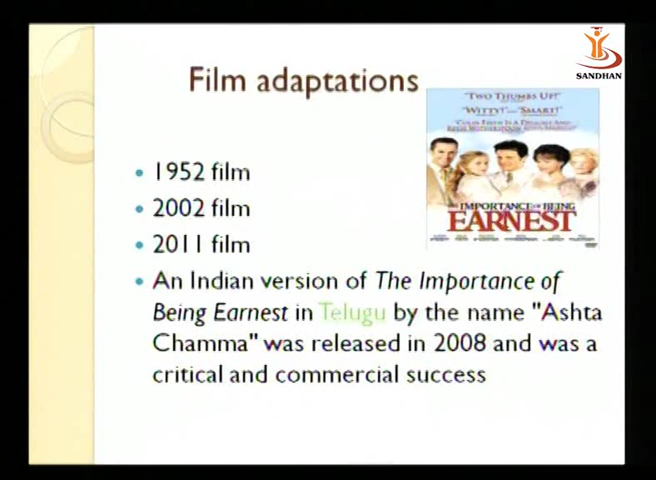 SANDHAN
Film adaptations
"TWO THUMBS UP!"
"WITTY!" "SMART!"
THE IMPORTANCE OF BEING
EARNEST
1952 film
2002 film
2011 film
An Indian version of The Importance of
Being Earnest in Telugu by the name "Ashta
Chamma" was released in 2008 and was a
critical and commercial success